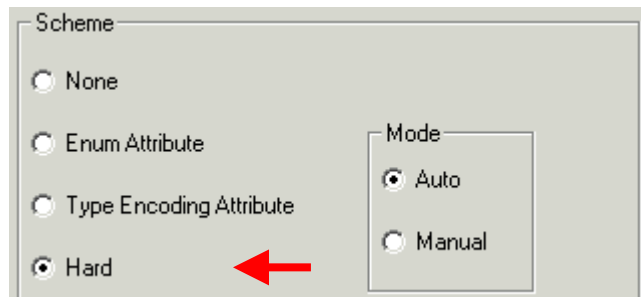 Scheme
None
Enum Attribute
Type Encoding Attribute
Hard
Mode
Auto
Manual